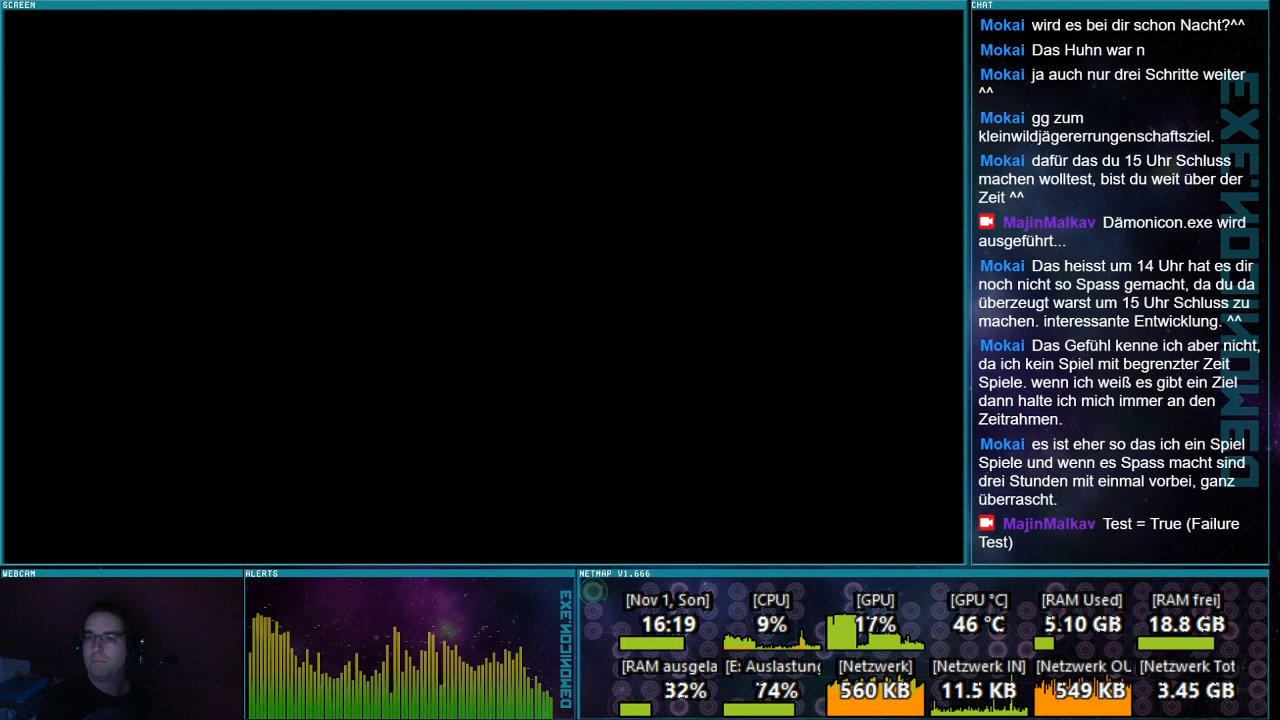 SCREEN
CHAT
Mokai wird es bei dir schon Nacht?^^
Mokai Das Huhn war n
Mokai ja auch nur drei Schritte weiter
^^
Mokai gg zum
kleinwildjägererrungenschaftsziel.
Mokai dafür das du 15 Uhr Schluss
machen wolltest, bist du weit über der
Zeit ^^
MajinMalkav Dämonicon.exe wird
ausgeführt...
Mokai Das heisst um 14 Uhr hat es dir
noch nicht so Spass gemacht, da du da
überzeugt warst um 15 Uhr Schluss zu
machen. interessante Entwicklung. ^^
Mokai Das Gefühl kenne ich aber nicht,
da ich kein Spiel mit begrenzter Zeit
Spiele. wenn ich weiß es gibt ein Ziel
dann halte ich mich immer an den
Zeitrahmen.
Mokai es ist eher so das ich ein Spiel
Spiele und wenn es Spass macht sind
drei Stunden mit einmal vorbei, ganz
überrascht.
MajinMalkav Test = True (Failure
Test)
WEBCAM
ALERTS
NETMAP V1.666
[Nov 1, Son] [CPU] [GPU] [GPU °C] [RAM Used] [RAM frei]
16:19 9% 17% 46 °C 5.10 GB 18.8 GB
[RAM ausgela [E: Auslastung [Netzwerk] [Netzwerk IN] [Netzwerk OU [Netzwerk Tot
32% 74% 560 KB 11.5 KB 549 KB 3.45 GB